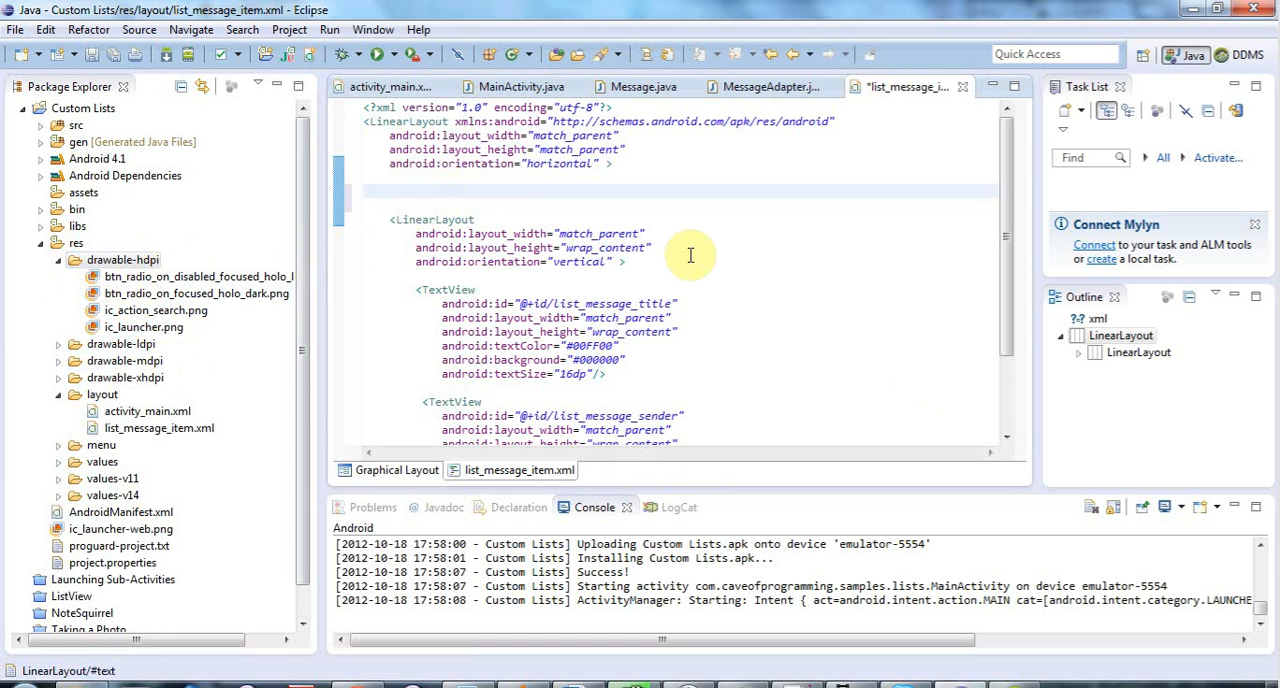 Java - Custom Lists/res/layout/list_message_item.xml - Eclipse
File Edit Refactor Source Navigate Search Project Run Window Help
Quick Access
Java
DDMS
Package Explorer
Custom Lists
src
gen [Generated Java Files]
Android 4.1
Android Dependencies
assets
bin
libs
res
drawable-hdpi
btn_radio_on_disabled_focused_holo_l
btn_radio_on_focused_holo_dark.png
ic_action_search.png
ic_launcher.png
drawable-ldpi
drawable-mdpi
drawable-xhdpi
layout
activity_main.xml
list_message_item.xml
menu
values
values-v11
values-v14
AndroidManifest.xml
ic_launcher-web.png
proguard-project.txt
project.properties
Launching Sub-Activities
ListView
NoteSquirrel
Taking a Photo
activity_main.x... MainActivity.java Message.java MessageAdapter.j... *list_message_i...
<?xml version="1.0" encoding="utf-8"?>
<LinearLayout xmlns:android="http://schemas.android.com/apk/res/android"
android:layout_width="match_parent"
android:layout_height="match_parent"
android:orientation="horizontal" >
<LinearLayout
android:layout_width="match_parent"
android:layout_height="wrap_content"
android:orientation="vertical" >
<TextView
android:id="@+id/list_message_title"
android:layout_width="match_parent"
android:layout_height="wrap_content"
android:textColor="#00FF00"
android:background="#000000"
android:textSize="16dp"/>
<TextView
android:id="@+id/list_message_sender"
android:layout_width="match_parent"
android:layout_height="wrap_content"
Graphical Layout list_message_item.xml
Task List
Find All Activate...
Connect Mylyn
Connect to your task and ALM tools
or create a local task.
Outline
?-? xml
LinearLayout
LinearLayout
Problems @ Javadoc Declaration Console LogCat
Android
[2012-10-18 17:58:00 - Custom Lists] Uploading Custom Lists.apk onto device 'emulator-5554'
[2012-10-18 17:58:01 - Custom Lists] Installing Custom Lists.apk...
[2012-10-18 17:58:07 - Custom Lists] Success!
[2012-10-18 17:58:07 - Custom Lists] Starting activity com.caveofprogramming.samples.lists.MainActivity on device emulator-5554
[2012-10-18 17:58:08 - Custom Lists] ActivityManager: Starting: Intent { act=android.intent.action.MAIN cat=[android.intent.category.LAUNCHE
LinearLayout/#text